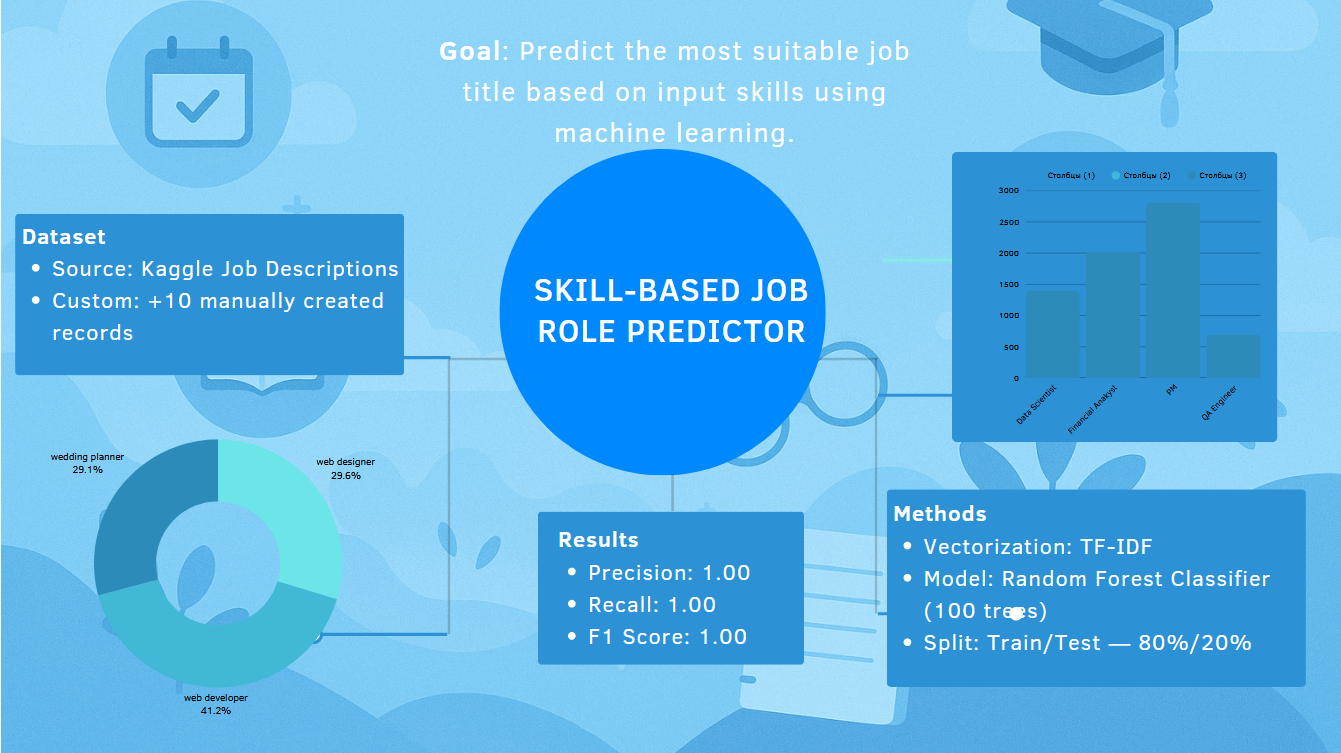 Goal: Predict the most suitable job
title based on input skills using
machine learning.
SKILL-BASED JOB
ROLE PREDICTOR
Dataset
• Source: Kaggle Job Descriptions
• Custom: +10 manually created
records
wedding planner
29.1%
web designer
29.6%
web developer
41.2%
Results
• Precision: 1.00
• Recall: 1.00
• F1 Score: 1.00
Столбцы (1) Столбцы (2) Столбцы (3)
3000
2500
2000
1500
1000
500
0
Data Scientist
Financial Anakyst
PM
QA Engineer
Methods
• Vectorization: TF-IDF
• Model: Random Forest Classifier
(100 trees)
• Split: Train/Test — 80%/20%